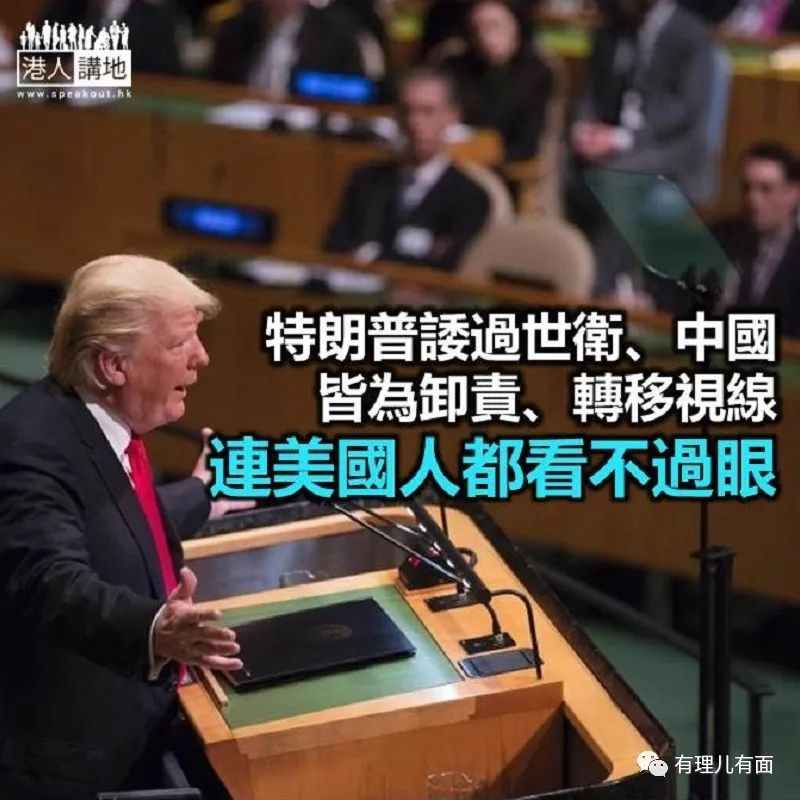 港人講地
www.speakout.hk
特朗普諉過世衛、中國
皆為卸責、轉移視線
連美國人都看不過眼
有理儿有面